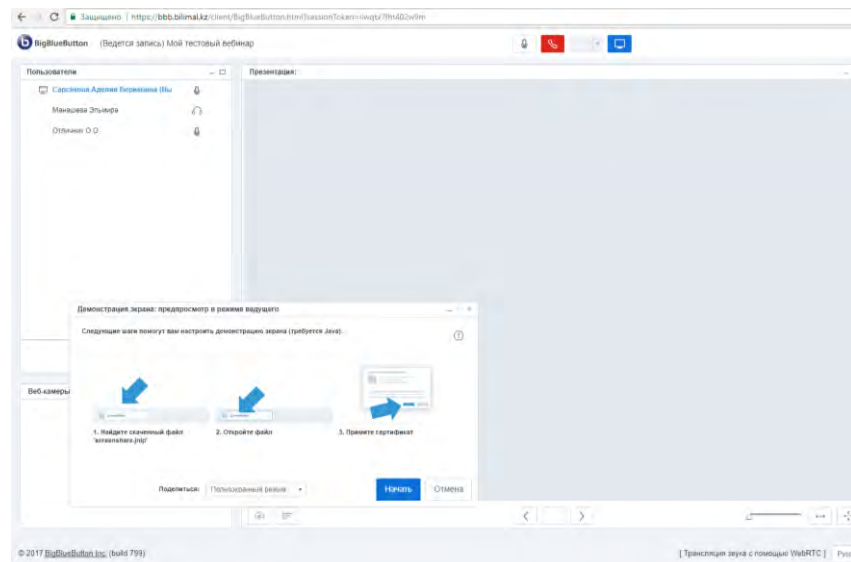 Защищено | https://bbb.bilimal.kz/client/BigBlueButton.html?sessionToken=
BigBlueButton (Ведется запись) Мой тестовый вебинар
Пользователи
Презентация:
(Вы
Манашева Эльмира
О.О.
Демонстрация экрана: предпросмотр в режиме ведущего
Следующие шаги помогут вам настроить демонстрацию экрана (требуется Java).
Веб-камеры
1. Найдите скачанный файл 'screenshare.jnlp'
2. Откройте файл
3. Примите сертификат
Поделиться: Полноэкранный режим
Начать Отмена
© 2017 BigBlueButton Inc. (build 799)
[ Трансляция звука с помощью WebRTC ]